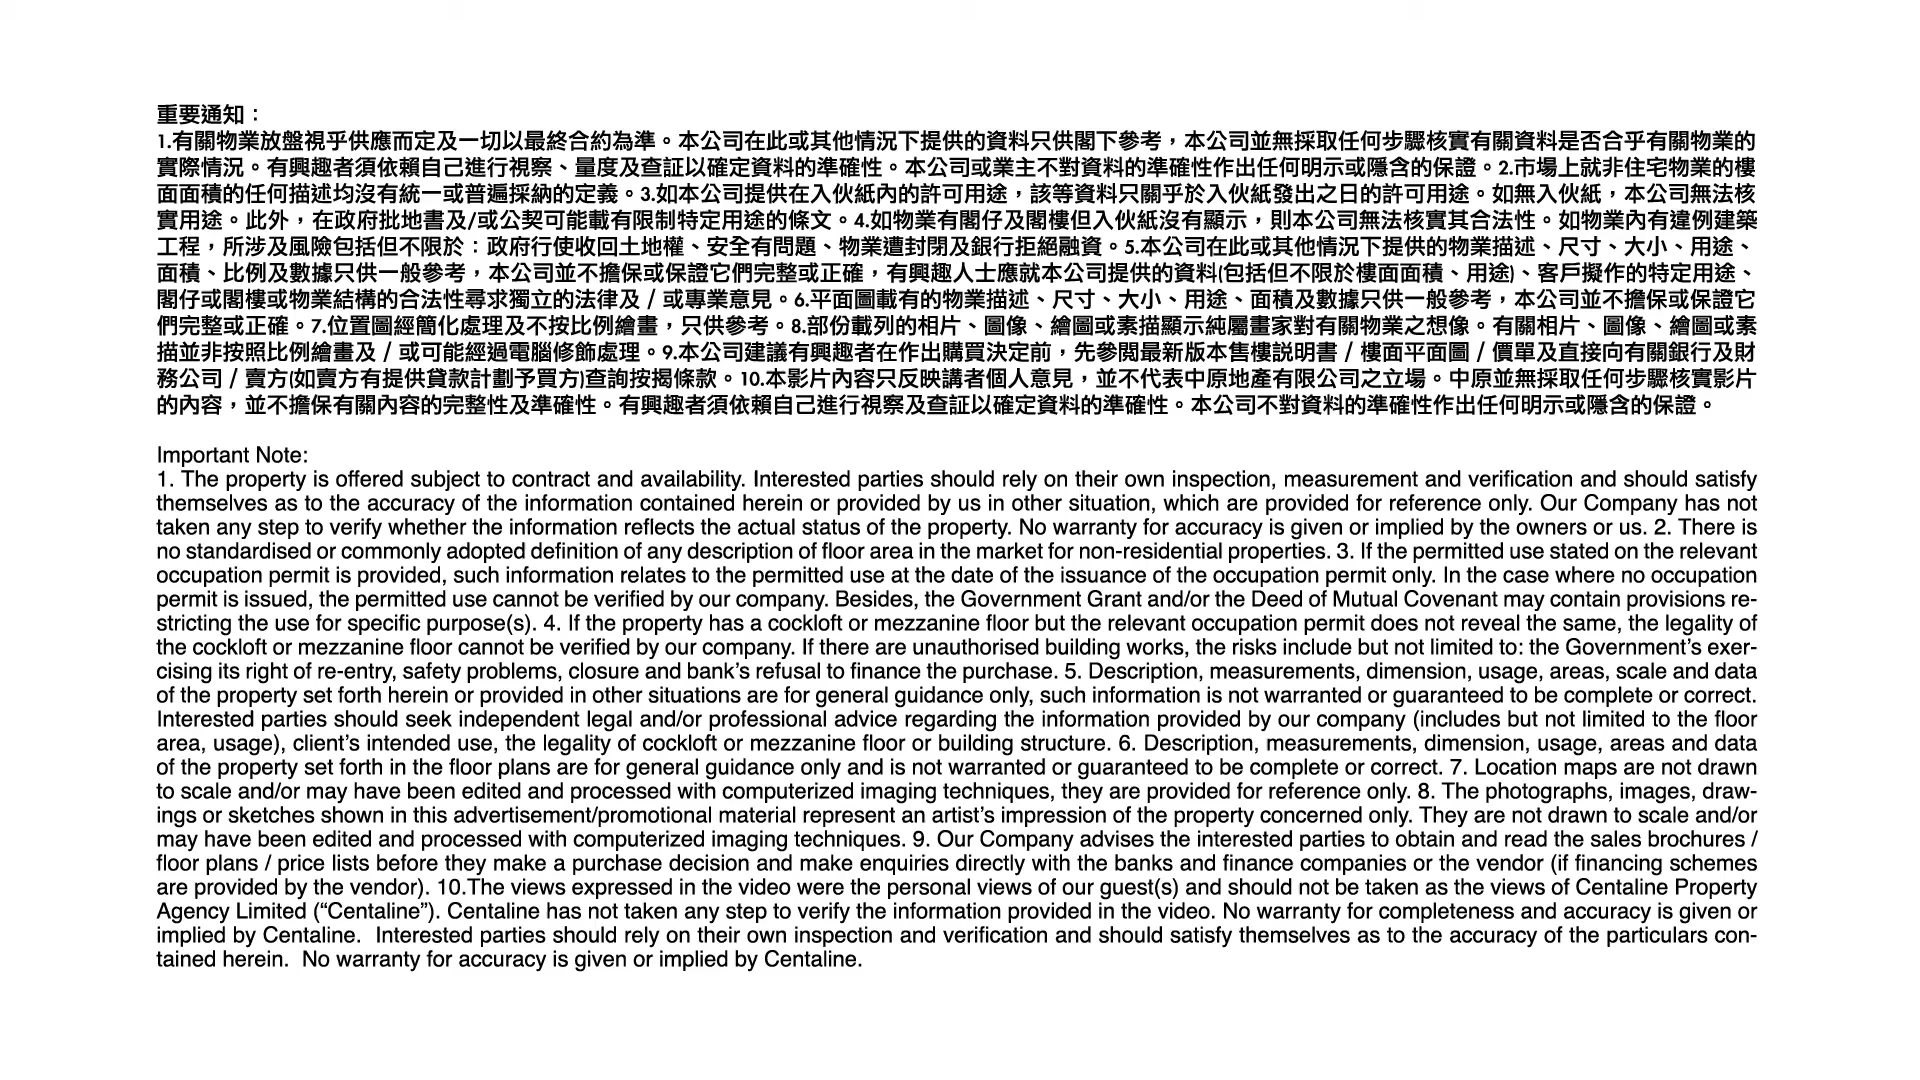 重要通知：
1.有關物業放盤視乎供應而定及一切以最終合約為準。本公司在此或其他情況下提供的資料只供閣下參考，本公司並無採取任何步驟核實有關資料是否合乎有關物業的
實際情況。有興趣者須依賴自己進行視察、量度及查証以確定資料的準確性。本公司或業主不對資料的準確性作出任何明示或隱含的保證。2.市場上就非住宅物業的樓
面面積的任何描述均沒有統一或普遍採納的定義。3.如本公司提供在入伙紙內的許可用途，該等資料只關乎於入伙紙發出之日的許可用途。如無入伙紙，本公司無法核
實用途。此外，在政府批地書及/或公契可能載有限制特定用途的條文。4.如物業有閣仔及閣樓但入伙紙沒有顯示，則本公司無法核實其合法性。如物業內有違例建築
工程，所涉及風險包括但不限於：政府行使收回土地權、安全有問題、物業遭封閉及銀行拒絕融資。5.本公司在此或其他情況下提供的物業描述、尺寸、大小、用途、
面積、比例及數據只供一般參考，本公司並不擔保或保證它們完整或正確，有興趣人士應就本公司提供的資料(包括但不限於樓面面積、用途)、客戶擬作的特定用途、
閣仔或閣樓或物業結構的合法性尋求獨立的法律及 / 或專業意見。6.平面圖載有的物業描述、尺寸、大小、用途、面積及數據只供一般參考，本公司並不擔保或保證它
們完整或正確。7.位置圖經簡化處理及不按比例繪畫，只供參考。8.部份載列的相片、圖像、繪圖或素描顯示純屬畫家對有關物業之想像。有關相片、圖像、繪圖或素
描並非按照比例繪畫及 / 或可能經過電腦修飾處理。9.本公司建議有興趣者在作出購買決定前，先參閱最新版本售樓説明書 / 樓面平面圖 / 價單及直接向有關銀行及財
務公司 / 賣方(如賣方有提供貸款計劃予買方)查詢按揭條款。10.本影片內容只反映講者個人意見，並不代表中原地產有限公司之立場。中原並無採取任何步驟核實影片
的內容，並不擔保有關內容的完整性及準確性。有興趣者須依賴自己進行視察及查証以確定資料的準確性。本公司不對資料的準確性作出任何明示或隱含的保證。
Important Note:
1. The property is offered subject to contract and availability. Interested parties should rely on their own inspection, measurement and verification and should satisfy
themselves as to the accuracy of the information contained herein or provided by us in other situation, which are provided for reference only. Our Company has not
taken any step to verify whether the information reflects the actual status of the property. No warranty for accuracy is given or implied by the owners or us. 2. There is
no standardised or commonly adopted definition of any description of floor area in the market for non-residential properties. 3. If the permitted use stated on the relevant
occupation permit is provided, such information relates to the permitted use at the date of the issuance of the occupation permit only. In the case where no occupation
permit is issued, the permitted use cannot be verified by our company. Besides, the Government Grant and/or the Deed of Mutual Covenant may contain provisions re-
stricting the use for specific purpose(s). 4. If the property has a cockloft or mezzanine floor but the relevant occupation permit does not reveal the same, the legality of
the cockloft or mezzanine floor cannot be verified by our company. If there are unauthorised building works, the risks include but not limited to: the Government’s exer-
cising its right of re-entry, safety problems, closure and bank’s refusal to finance the purchase. 5. Description, measurements, dimension, usage, areas, scale and data
of the property set forth herein or provided in other situations are for general guidance only, such information is not warranted or guaranteed to be complete or correct.
Interested parties should seek independent legal and/or professional advice regarding the information provided by our company (includes but not limited to the floor
area, usage), client’s intended use, the legality of cockloft or mezzanine floor or building structure. 6. Description, measurements, dimension, usage, areas and data
of the property set forth in the floor plans are for general guidance only and is not warranted or guaranteed to be complete or correct. 7. Location maps are not drawn
to scale and/or may have been edited and processed with computerized imaging techniques, they are provided for reference only. 8. The photographs, images, draw-
ings or sketches shown in this advertisement/promotional material represent an artist’s impression of the property concerned only. They are not drawn to scale and/or
may have been edited and processed with computerized imaging techniques. 9. Our Company advises the interested parties to obtain and read the sales brochures /
floor plans / price lists before they make a purchase decision and make enquiries directly with the banks and finance companies or the vendor (if financing schemes
are provided by the vendor). 10.The views expressed in the video were the personal views of our guest(s) and should not be taken as the views of Centaline Property
Agency Limited (“Centaline”). Centaline has not taken any step to verify the information provided in the video. No warranty for completeness and accuracy is given or
implied by Centaline.  Interested parties should rely on their own inspection and verification and should satisfy themselves as to the accuracy of the particulars con-
tained herein.  No warranty for accuracy is given or implied by Centaline.